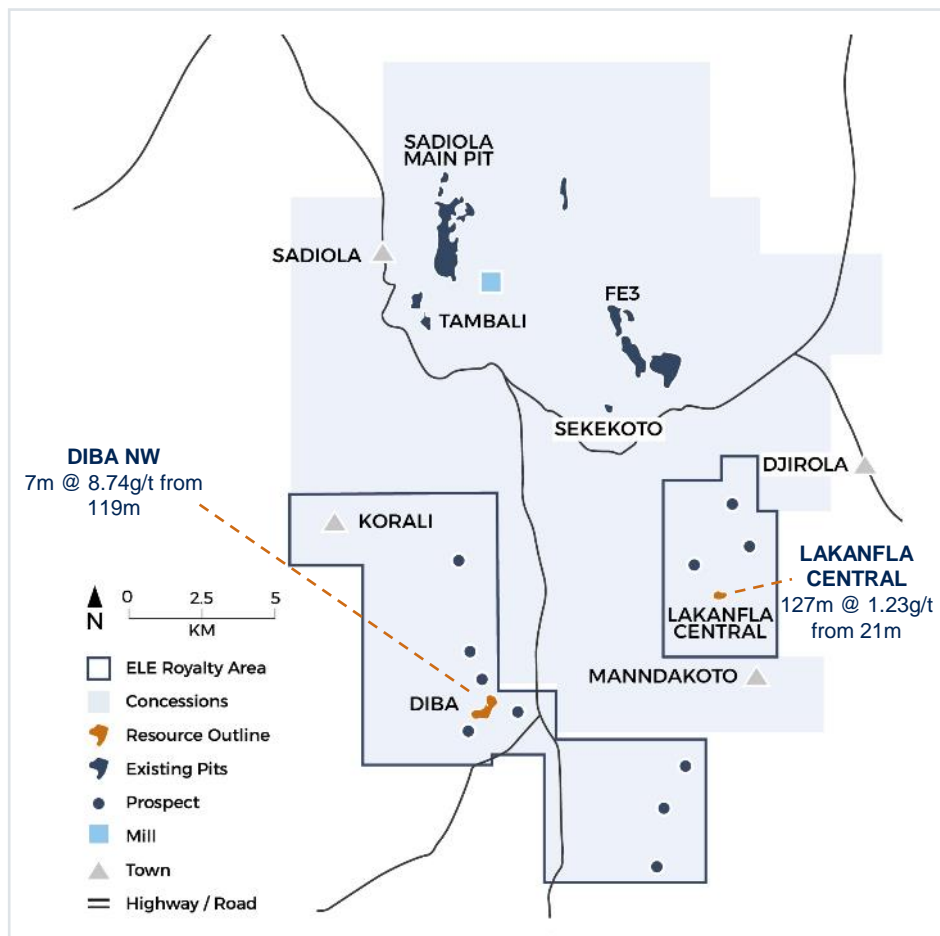 SADIOLA
MAIN PIT
SADIOLA
TAMBALI
FE3
SEKEKOTO
DIBA NW
7m @ 8.74g/t from
119m
DJIROLA
KORALI
LAKANFLA
CENTRAL
127m @ 1.23g/t
from 21m
LAKANFLA
CENTRAL
MANNDAKOTO
DIBA
N
0 2.5 5
KM
ELE Royalty Area
Concessions
Resource Outline
Existing Pits
Prospect
Mill
Town
Highway / Road